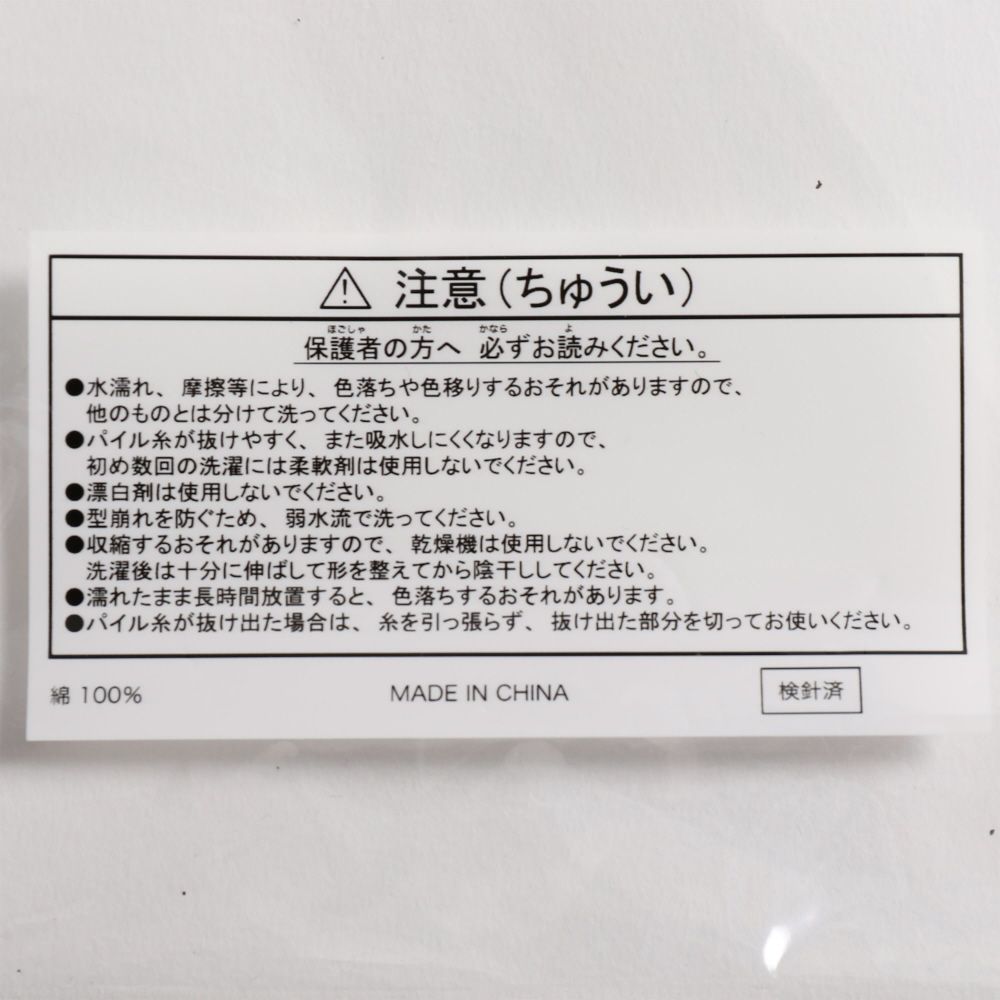 ⚠ 注意(ちゅうい)
保護者の方へ 必ずお読みください。
●水濡れ、摩擦等により、色落ちや色移りするおそれがありますので、
他のものとは分けて洗ってください。
●パイル糸が抜けやすく、また吸水しにくくなりますので、
初め数回の洗濯には柔軟剤は使用しないでください。
●漂白剤は使用しないでください。
●型崩れを防ぐため、弱水流で洗ってください。
●収縮するおそれがありますので、乾燥機は使用しないでください。
洗濯後は十分に伸ばして形を整えてから陰干ししてください。
●濡れたまま長時間放置すると、色落ちするおそれがあります。
●パイル糸が抜け出た場合は、糸を引っ張らず、抜け出た部分を切ってお使いください。
綿 100% MADE IN CHINA 検針済